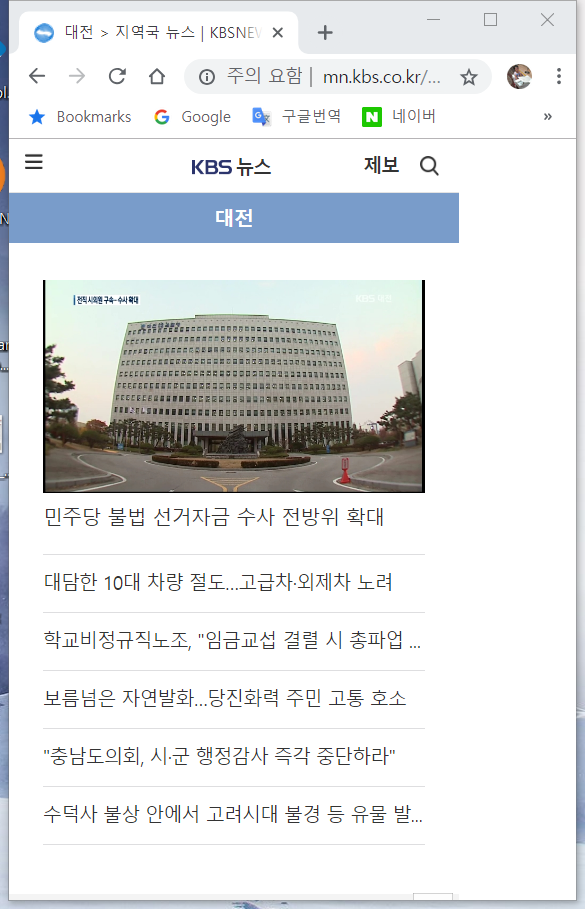 대전 > 지역국 뉴스 | KBSNEW
주의 요함 | mn.kbs.co.kr/...
Bookmarks Google 구글번역 네이버 »
KBS 뉴스 제보
대전
전직 시의원 구속- 수사 확대
KBS 대전
민주당 불법 선거자금 수사 전방위 확대
대담한 10대 차량 절도…고급차·외제차 노려
학교비정규직노조, "임금교섭 결렬 시 총파업 ...
보름넘은 자연발화…당진화력 주민 고통 호소
"충남도의회, 시·군 행정감사 즉각 중단하라"
수덕사 불상 안에서 고려시대 불경 등 유물 발...